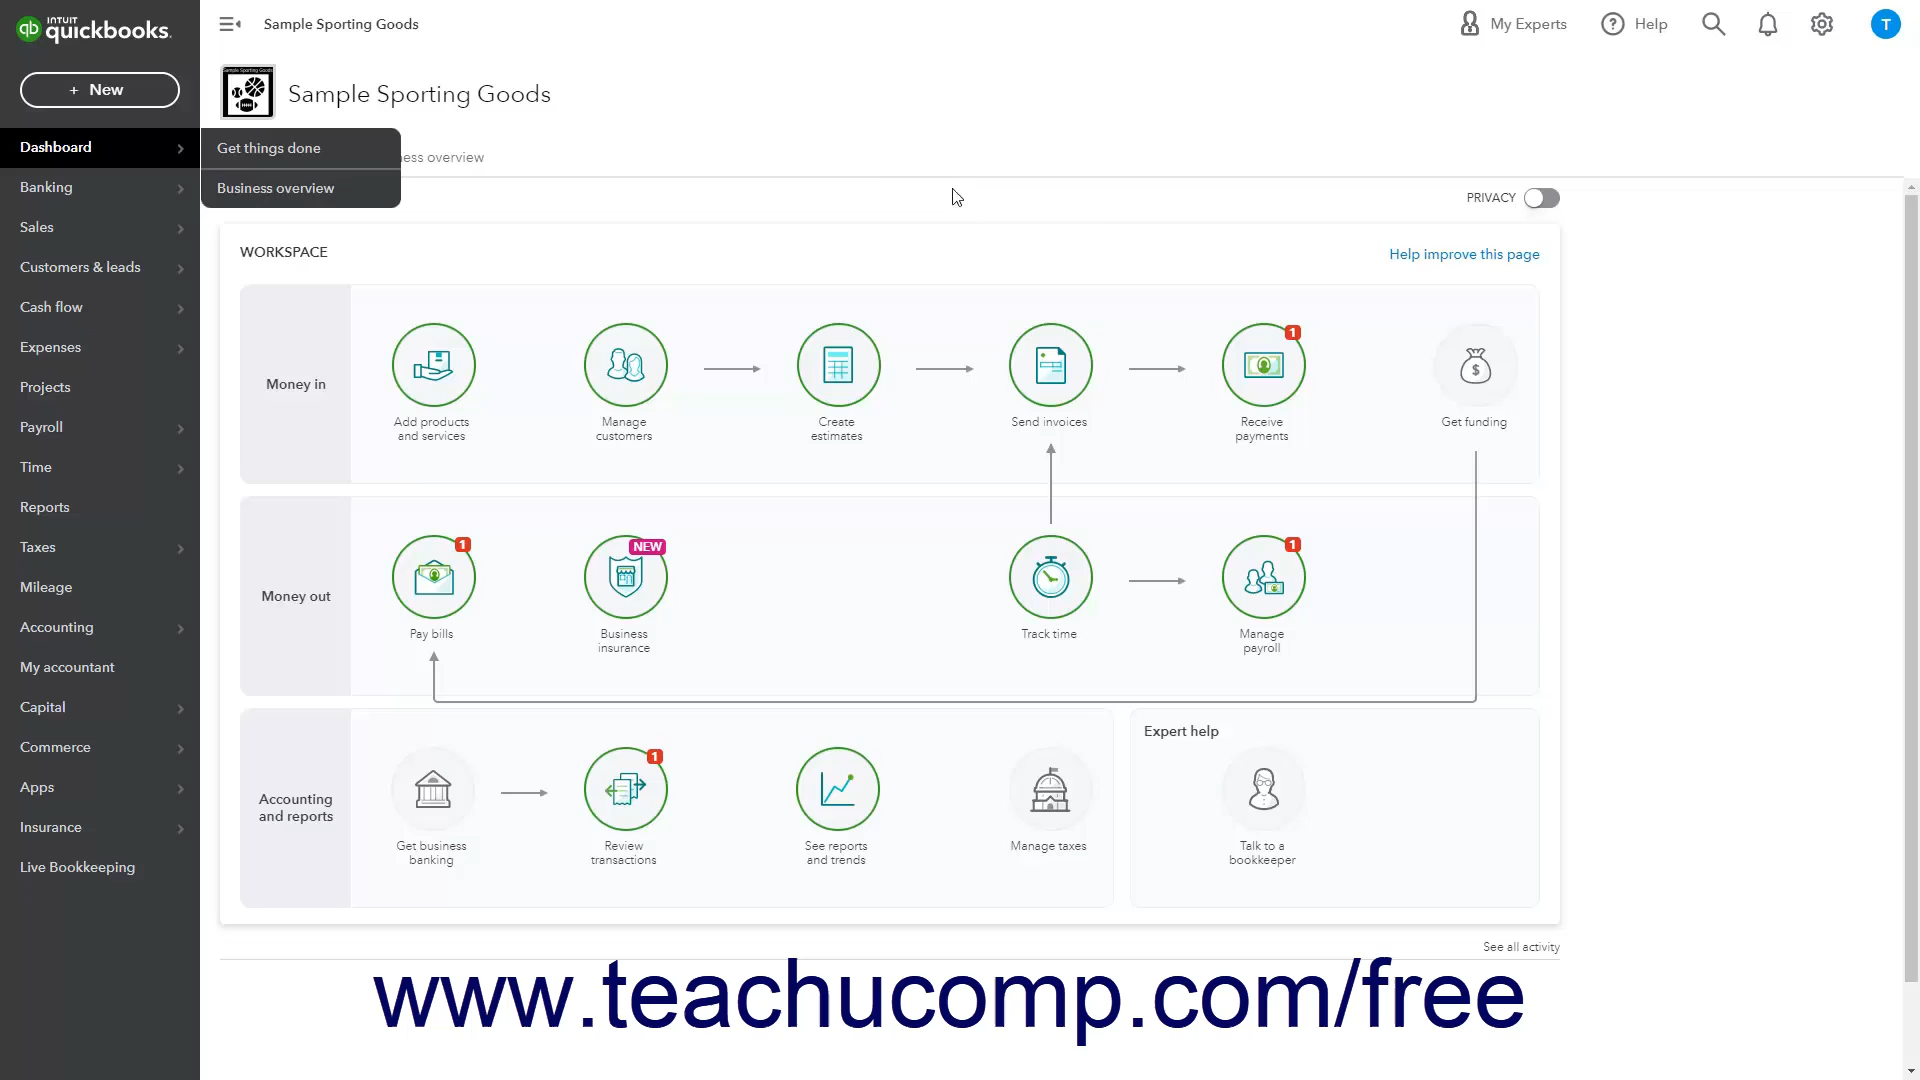 INTUIT
qb quickbooks.
Sample Sporting Goods
My Experts
? Help
T
+ New
Sample Sporting Goods
Sample Sporting Goods
Dashboard
Get things done
ess overview
Business overview
Banking
Sales
Customers & leads
Cash flow
Expenses
Projects
Payroll
Time
Reports
Taxes
Mileage
Accounting
My accountant
Capital
Commerce
Apps
Insurance
Live Bookkeeping
PRIVACY
WORKSPACE
Help improve this page
Money in
Add products
and services
Manage
customers
Create
estimates
Send invoices
1
Receive
payments
$
Get funding
Money out
1
Pay bills
NEW
Business
insurance
Track time
1
Manage
payroll
Accounting
and reports
Get business
banking
1
Review
transactions
See reports
and trends
Manage taxes
Expert help
Talk to a
bookkeeper
See all activity
www.teachucomp.com/free